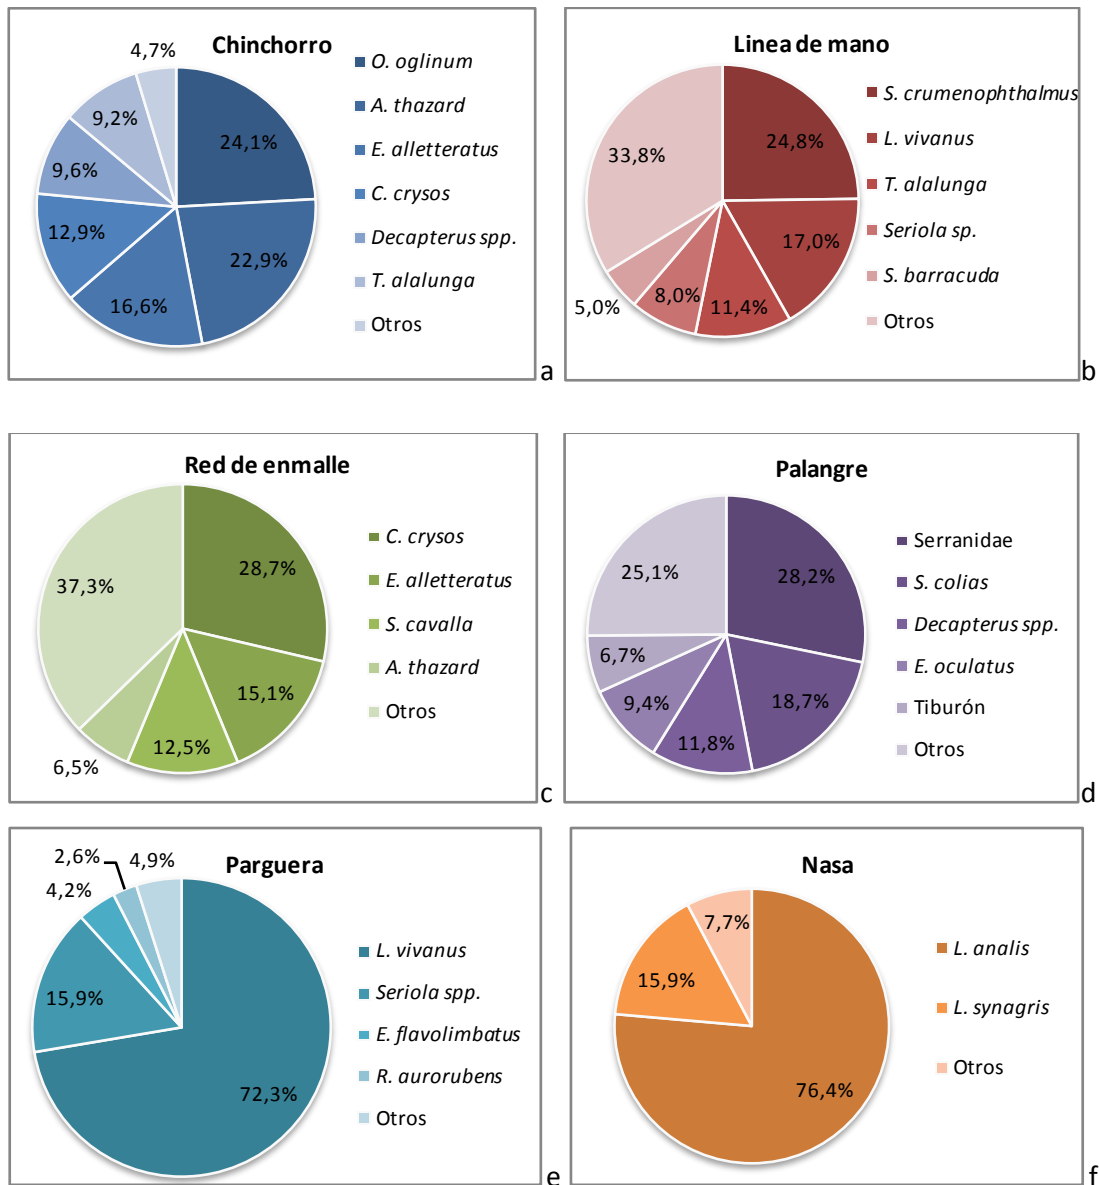 Chinchorro
4,7%
9,2%
9,6%
12,9%
16,6%
22,9%
24,1%
O. oglinum
A. thazard
E. alletteratus
C. crysos
Decapterus spp.
T. alalunga
Otros
a
Linea de mano
33,8%
24,8%
17,0%
11,4%
8,0%
5,0%
S. crumenophthalmus
L. vivanus
T. alalunga
Seriola sp.
S. barracuda
Otros
b
Red de enmalle
37,3%
28,7%
15,1%
12,5%
6,5%
C. crysos
E. alletteratus
S. cavalla
A. thazard
Otros
c
Palangre
25,1%
28,2%
6,7%
9,4%
11,8%
18,7%
Serranidae
S. colias
Decapterus spp.
E. oculatus
Tiburón
Otros
d
Parguera
2,6%
4,9%
4,2%
15,9%
72,3%
L. vivanus
Seriola spp.
E. flavolimbatus
R. aurorubens
Otros
e
Nasa
7,7%
15,9%
76,4%
L. analis
L. synagris
Otros
f